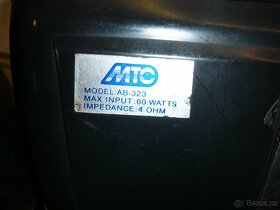 MTC
MODEL: AB-323
MAX INPUT: 60 WATTS
IMPEDANCE: 4 OHM
Bazos.cz